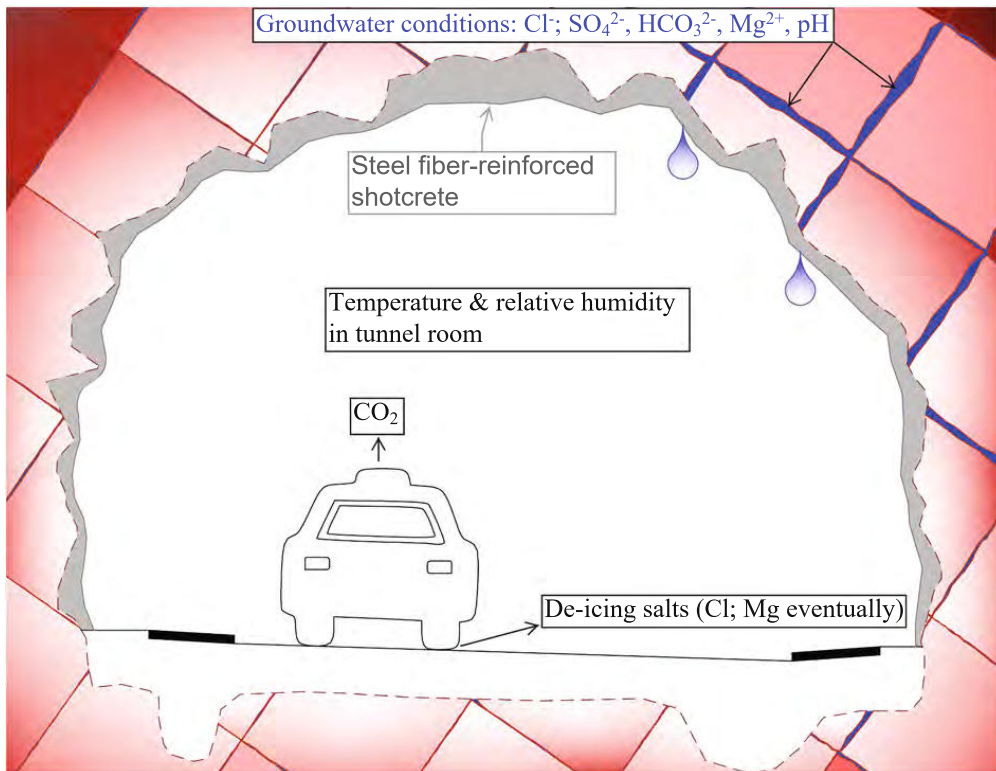 Groundwater conditions: Cl⁻; SO₄²⁻, HCO₃²⁻, Mg²⁺, pH
Steel fiber-reinforced
shotcrete
Temperature & relative humidity
in tunnel room
CO₂
De-icing salts (Cl; Mg eventually)